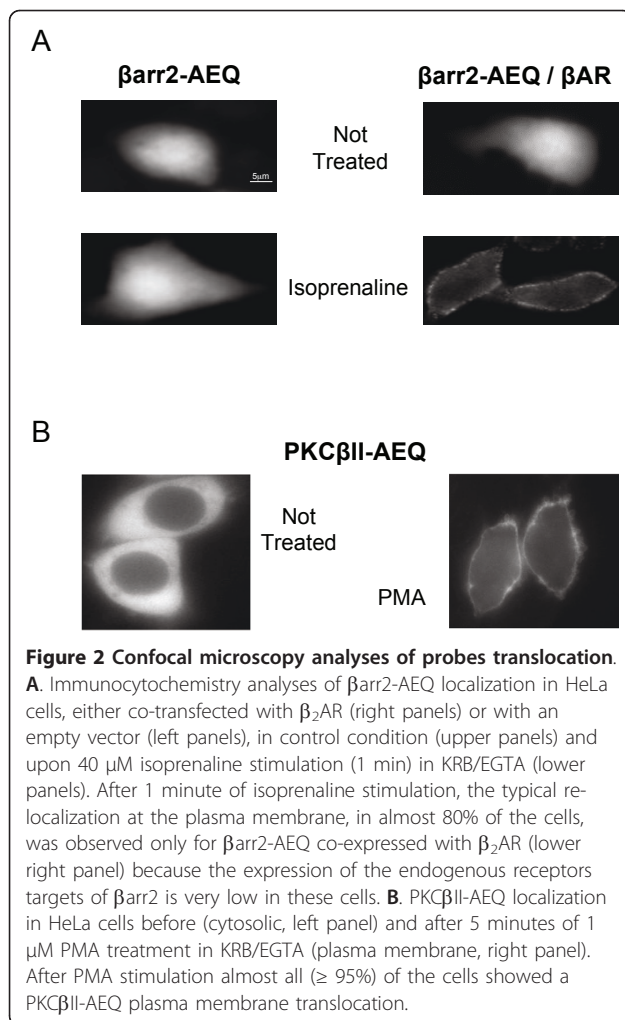 A
βarr2-AEQ
βarr2-AEQ / βAR
Not
Treated
5μm
Isoprenaline
B
PKCβII-AEQ
Not
Treated
PMA
Figure 2 Confocal microscopy analyses of probes translocation.
A. Immunocytochemistry analyses of βarr2-AEQ localization in HeLa
cells, either co-transfected with β₂AR (right panels) or with an
empty vector (left panels), in control condition (upper panels) and
upon 40 μM isoprenaline stimulation (1 min) in KRB/EGTA (lower
panels). After 1 minute of isoprenaline stimulation, the typical re-
localization at the plasma membrane, in almost 80% of the cells,
was observed only for βarr2-AEQ co-expressed with β₂AR (lower
right panel) because the expression of the endogenous receptors
targets of βarr2 is very low in these cells. B. PKCβII-AEQ localization
in HeLa cells before (cytosolic, left panel) and after 5 minutes of 1
μM PMA treatment in KRB/EGTA (plasma membrane, right panel).
After PMA stimulation almost all (≥ 95%) of the cells showed a
PKCβII-AEQ plasma membrane translocation.